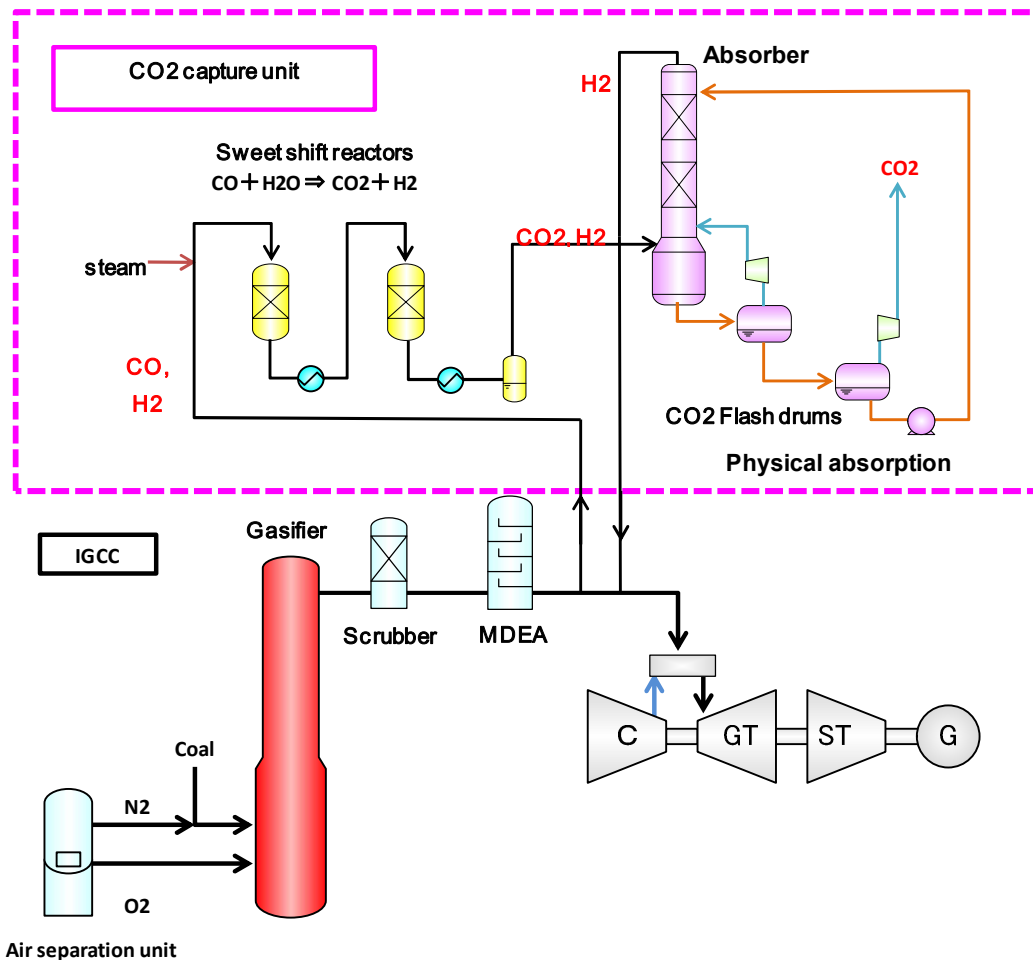 CO2 capture unit
Absorber
H2
Sweet shift reactors
CO+H2O ⇒ CO2+H2
CO2
CO2, H2
steam
CO,
H2
CO2 Flash drums
Physical absorption
Gasifier
IGCC
Scrubber
MDEA
C
GT
ST
G
Coal
N2
O2
Air separation unit